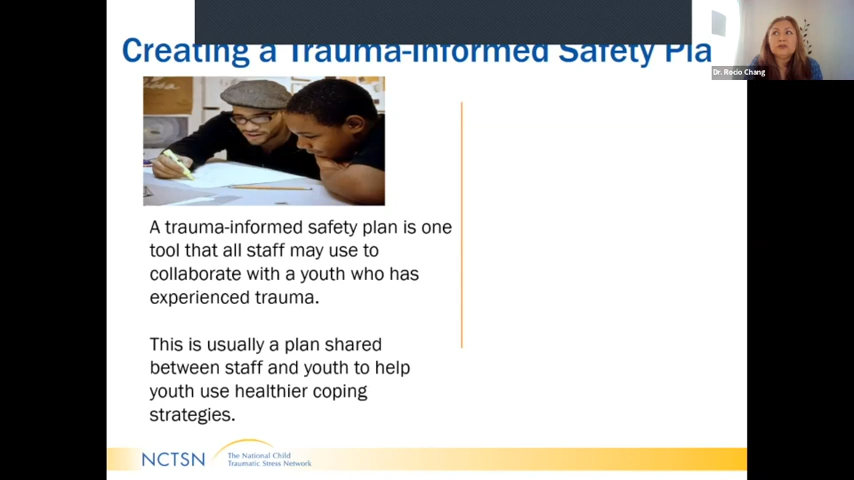 Creating a Trauma-Informed Safety Pla
Dr. Rocio Chang
A trauma-informed safety plan is one
tool that all staff may use to
collaborate with a youth who has
experienced trauma.
This is usually a plan shared
between staff and youth to help
youth use healthier coping
strategies.
NCTSN
The National Child
Traumatic Stress Network